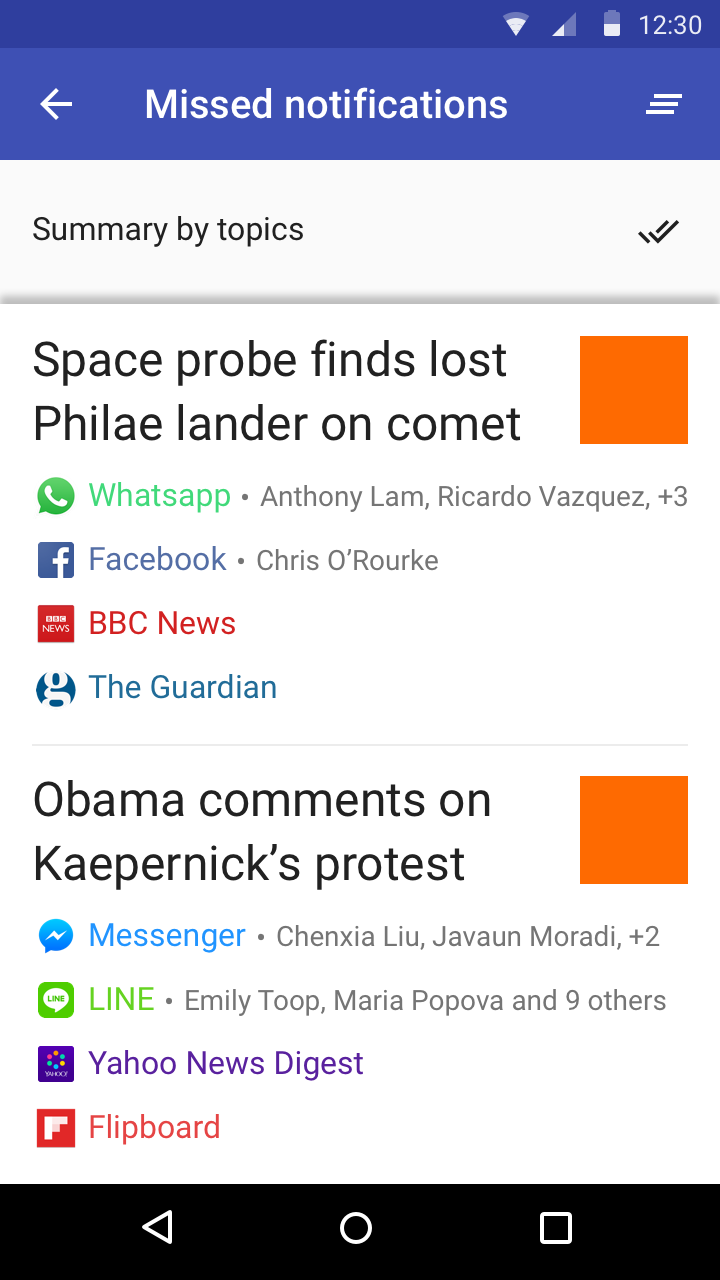 12:30
Missed notifications
Summary by topics
Space probe finds lost
Philae lander on comet
Whatsapp • Anthony Lam, Ricardo Vazquez, +3
Facebook • Chris O’Rourke
BBC NEWS
BBC News
The Guardian
Obama comments on
Kaepernick’s protest
Messenger • Chenxia Liu, Javaun Moradi, +2
LINE
LINE • Emily Toop, Maria Popova and 9 others
YAHOO!
Yahoo News Digest
Flipboard